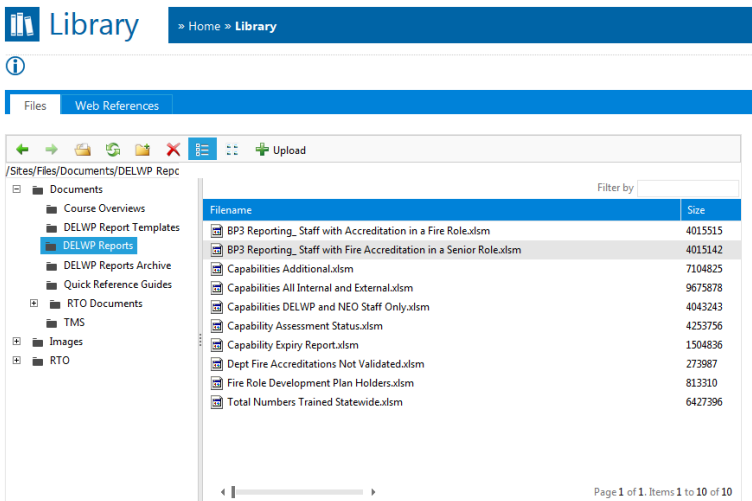 Library
» Home » Library
Files
Web References
Upload
/Sites/Files/Documents/DELWP Repo
Documents
Course Overviews
DELWP Report Templates
DELWP Reports
DELWP Reports Archive
Quick Reference Guides
RTO Documents
TMS
Images
RTO
Filter by
Filename Size
BP3 Reporting_ Staff with Accreditation in a Fire Role.xlsm 4015515
BP3 Reporting_ Staff with Fire Accreditation in a Senior Role.xlsm 4015142
Capabilities Additional.xlsm 7104825
Capabilities All Internal and External.xlsm 9675878
Capabilities DELWP and NEO Staff Only.xlsm 4043243
Capability Assessment Status.xlsm 4253756
Capability Expiry Report.xlsm 1504836
Dept Fire Accreditations Not Validated.xlsm 273987
Fire Role Development Plan Holders.xlsm 813310
Total Numbers Trained Statewide.xlsm 6427396
Page 1 of 1. Items 1 to 10 of 10